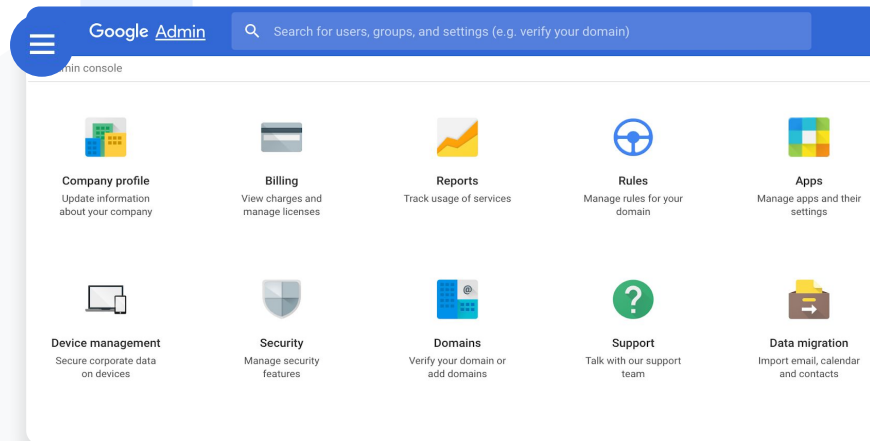 Google Admin
Search for users, groups, and settings (e.g. verify your domain)
min console
Company profile
Update information
about your company
Billing
View charges and
manage licenses
Reports
Track usage of services
Rules
Manage rules for your
domain
Apps
Manage apps and their
settings
Device management
Secure corporate data
on devices
Security
Manage security
features
Domains
Verify your domain or
add domains
Support
Talk with our support
team
Data migration
Import email, calendar
and contacts
@
?